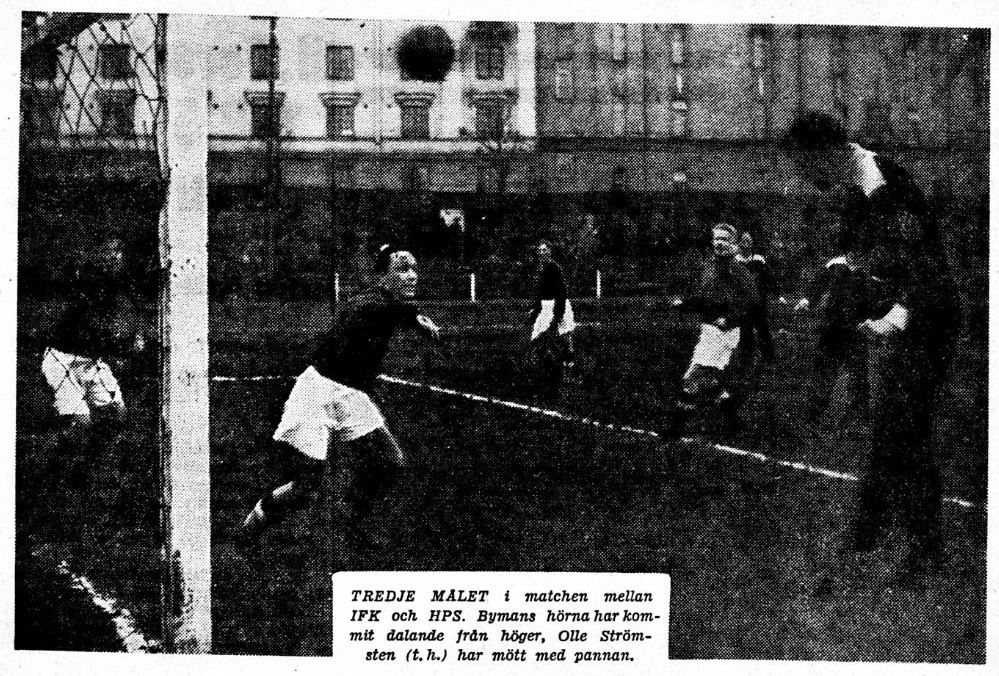 TREDJE MÅLET i matchen mellan
IFK och HPS. Bymans hörna har kom-
mit dalande från höger, Olle Ström-
sten (t. h.) har mött med pannan.